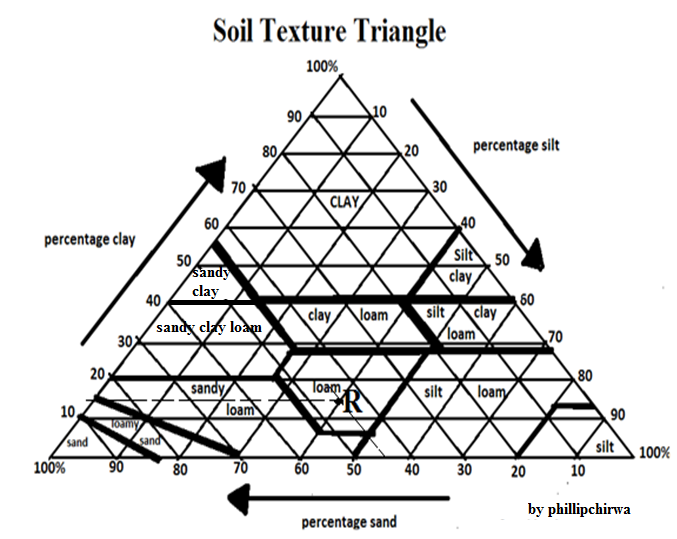 Soil Texture Triangle
100%
90 10
80 20
percentage silt
70 30
CLAY
60 40
percentage clay
Silt
50 50
sandy
clay
clay
40 60
clay loam silt clay
sandy clay loam
loam
30 70
20 80
sandy loam silt loam
R
loam
10 90
loamy
sand sand
silt
100% 90 80 70 60 50 40 30 20 10 100%
percentage sand
by phillipchirwa